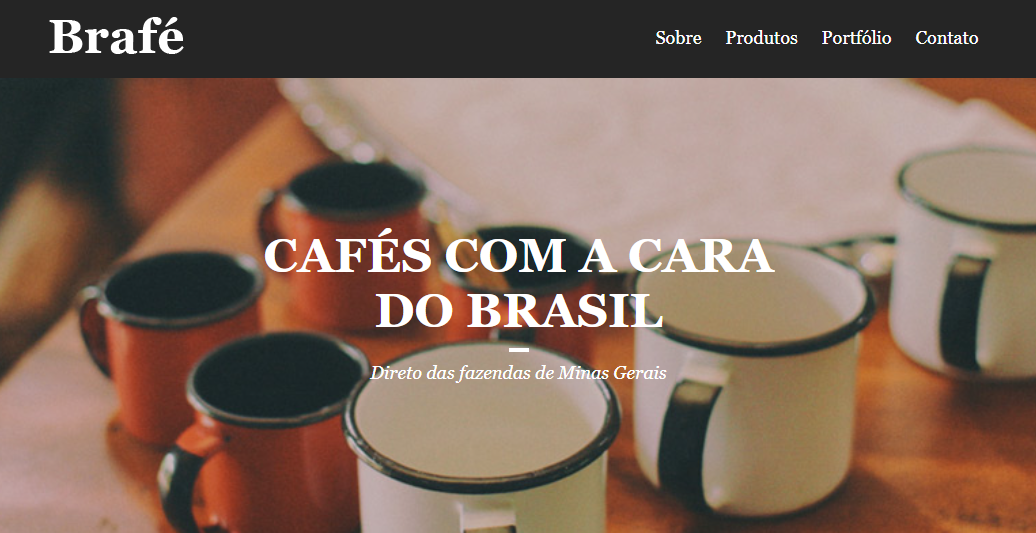 Brafé
Sobre Produtos Portfólio Contato
CAFÉS COM A CARA
DO BRASIL
Direto das fazendas de Minas Gerais